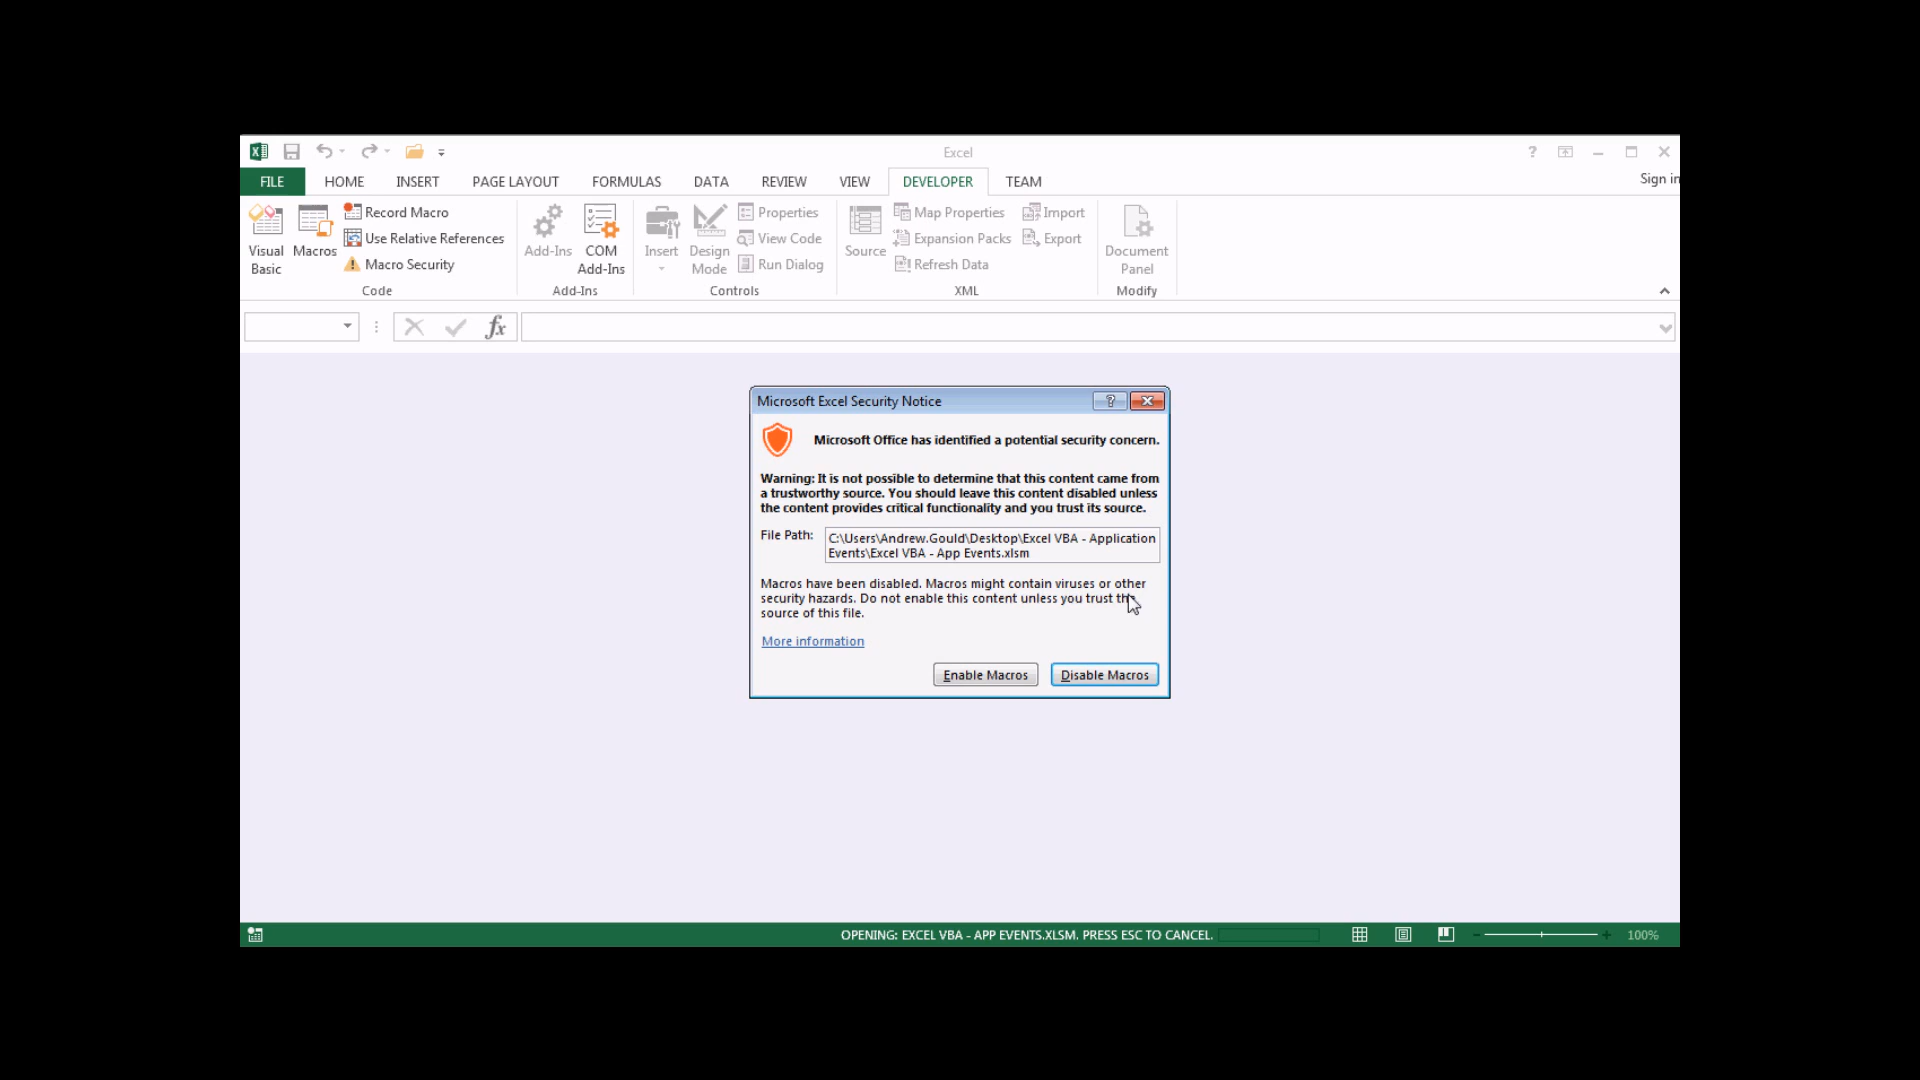 Excel
Sign in
FILE HOME INSERT PAGE LAYOUT FORMULAS DATA REVIEW VIEW DEVELOPER TEAM
Visual Basic
Macros
Record Macro
Use Relative References
Macro Security
Code
Add-Ins
COM Add-Ins
Add-Ins
Insert
Design Mode
Properties
View Code
Run Dialog
Controls
Source
Map Properties
Expansion Packs
Refresh Data
Import
Export
XML
Document Panel
Modify
fx
Microsoft Excel Security Notice
Microsoft Office has identified a potential security concern.
Warning: It is not possible to determine that this content came from
a trustworthy source. You should leave this content disabled unless
the content provides critical functionality and you trust its source.
File Path:
C:\Users\Andrew.Gould\Desktop\Excel VBA - Application
Events\Excel VBA - App Events.xlsm
Macros have been disabled. Macros might contain viruses or other
security hazards. Do not enable this content unless you trust the
source of this file.
More information
Enable Macros
Disable Macros
OPENING: EXCEL VBA - APP EVENTS.XLSM. PRESS ESC TO CANCEL.
100%